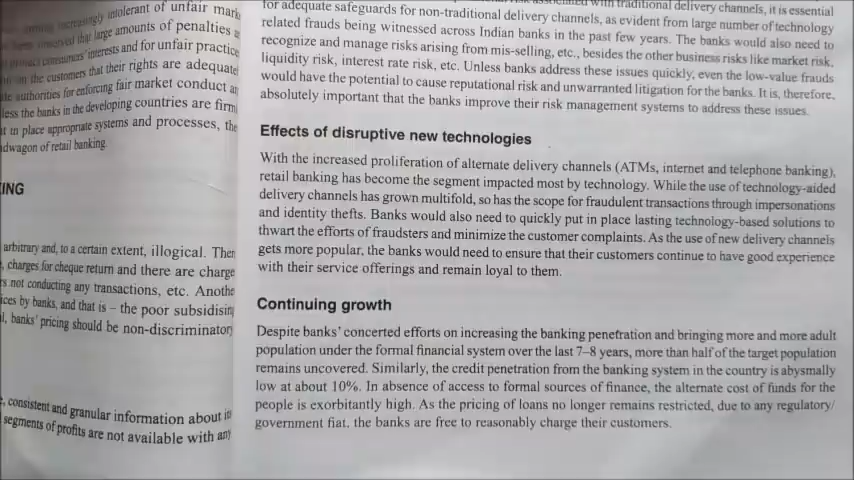 increasingly intolerant of unfair
that large amounts of penalties
consumers' interests and for unfair practice
on the customers that their rights are
authorities for enforcing fair market conduct
less the banks in the developing countries are
in place appropriate systems and processes, the
of retail banking.
ING
arbitrary and, to a certain extent, illogical.
charges for cheque return and there are charge
not conducting any transactions, etc.
by banks, and that is – the poor
banks' pricing should be
consistent and granular information about
segments of profits are not available with any
with traditional delivery channels, it is essential
for adequate safeguards for non-traditional delivery channels, as evident from large number of technology
related frauds being witnessed across Indian banks in the past few years. The banks would also need to
recognize and manage risks arising from mis-selling, etc., besides the other business risks like market risk,
liquidity risk, interest rate risk, etc. Unless banks address these issues quickly, even the low-value frauds
would have the potential to cause reputational risk and unwarranted litigation for the banks. It is, therefore,
absolutely important that the banks improve their risk management systems to address these issues.
Effects of disruptive new technologies
With the increased proliferation of alternate delivery channels (ATMs, internet and telephone banking),
retail banking has become the segment impacted most by technology. While the use of technology-aided
delivery channels has grown multifold, so has the scope for fraudulent transactions through impersonations
and identity thefts. Banks would also need to quickly put in place lasting technology-based solutions to
thwart the efforts of fraudsters and minimize the customer complaints. As the use of new delivery channels
gets more popular, the banks would need to ensure that their customers continue to have good experience
with their service offerings and remain loyal to them.
Continuing growth
Despite banks' concerted efforts on increasing the banking penetration and bringing more and more adult
population under the formal financial system over the last 7–8 years, more than half of the target population
remains uncovered. Similarly, the credit penetration from the banking system in the country is abysmally
low at about 10%. In absence of access to formal sources of finance, the alternate cost of funds for the
people is exorbitantly high. As the pricing of loans no longer remains restricted, due to any regulatory/
government fiat, the banks are free to reasonably charge their customers.